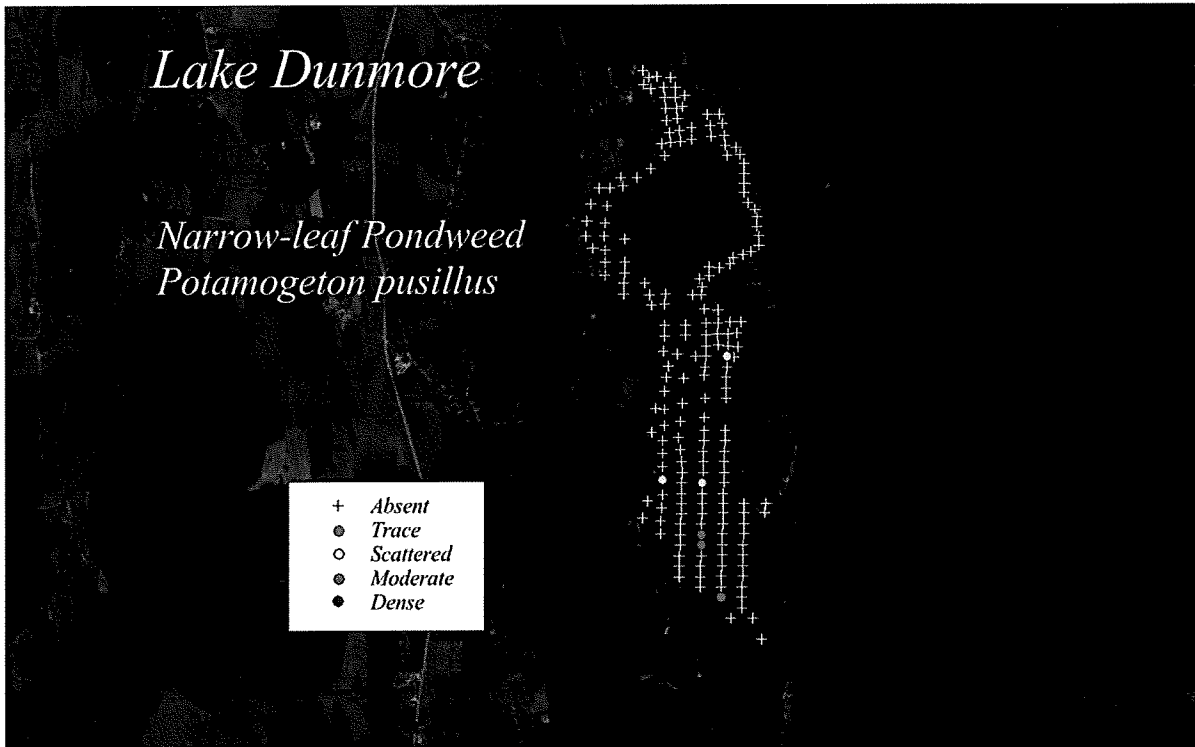 Lake Dunmore
Narrow-leaf Pondweed
Potamogeton pusillus
Absent
Trace
Scattered
Moderate
Dense